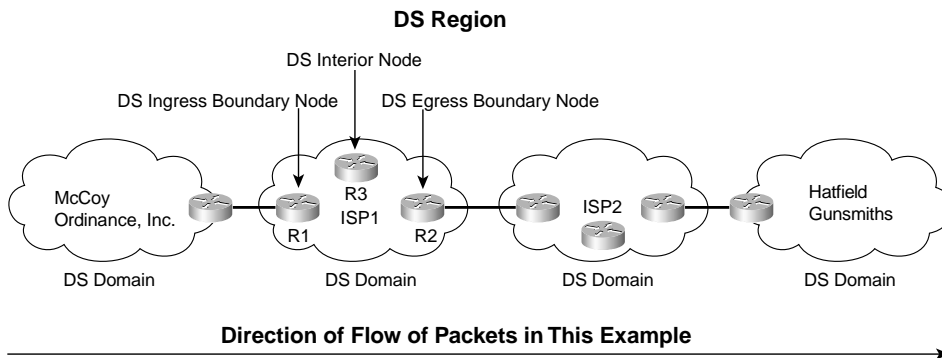 DS Region
DS Interior Node
DS Ingress Boundary Node
DS Egress Boundary Node
McCoy
Ordinance, Inc.
R1
R3
ISP1
R2
ISP2
Hatfield
Gunsmiths
DS Domain
DS Domain
DS Domain
DS Domain
Direction of Flow of Packets in This Example